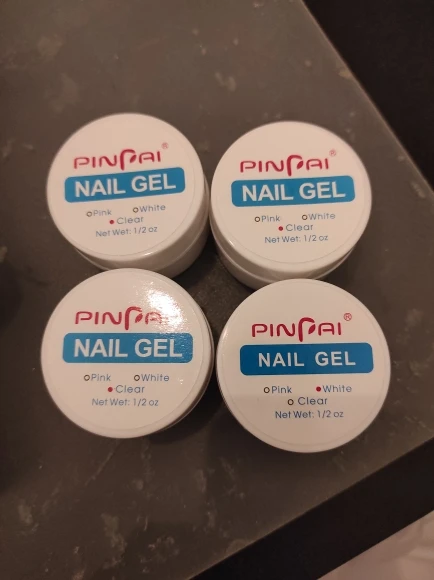 PINPAI®
NAIL GEL
Pink White
Clear
Net Wet: 1/2 oz
PINPAI®
NAIL GEL
Pink White
Clear
Net Wet: 1/2 oz
PINPAI
NAIL GEL
Pink White
Clear
Net Wet: 1/2 oz
PINPAI®
NAIL GEL
Pink White
Clear
Net Wet: 1/2 oz